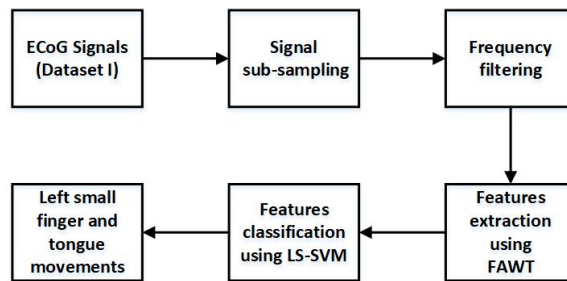 ECoG Signals
(Dataset I)
Signal
sub-sampling
Frequency
filtering
Features
extraction
using
FAWT
Features
classification
using LS-SVM
Left small
finger and
tongue
movements